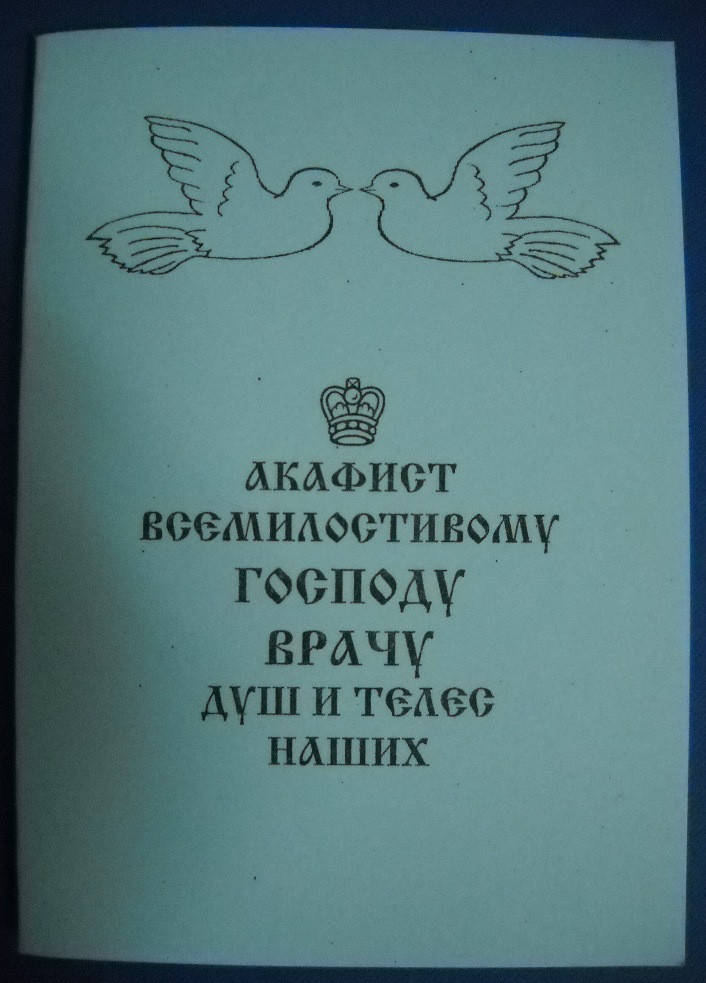 АКАФИСТ
ВСЕМИЛОСТИВОМУ
ГОСПОДУ
ВРАЧУ
ДУШ И ТЕЛЕС
НАШИХ